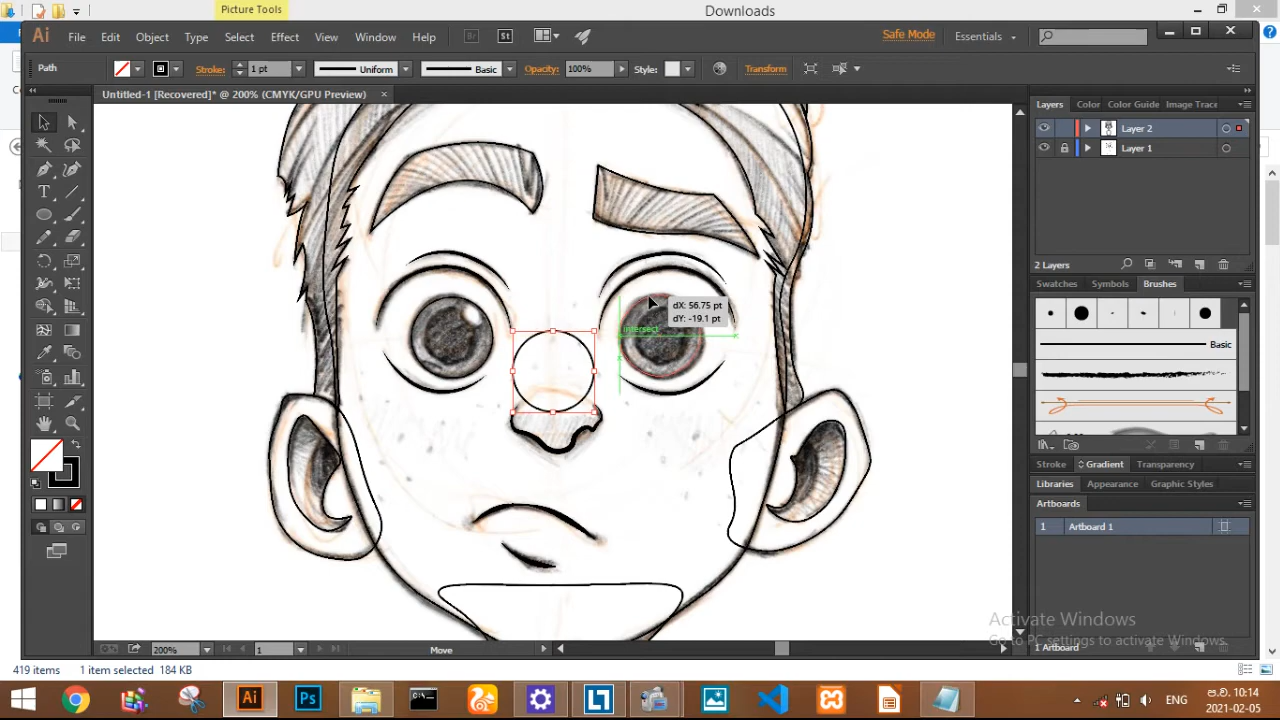 Picture Tools
Downloads
Ai File Edit Object Type Select Effect View Window Help Br St Safe Mode Essentials
Path Stroke: 1 pt Uniform Basic Opacity: 100% Style: Transform
Untitled-1 [Recovered]* @ 200% (CMYK/GPU Preview) ×
Layers Color Color Guide Image Trace
Layer 2
Layer 1
2 Layers
Swatches Symbols Brushes
Basic
Stroke Gradient Transparency
Libraries Appearance Graphic Styles
Artboards
1 Artboard 1
1 Artboard
dX: 56.75 pt
dY: -19.1 pt
intersect
Activate Windows
Go to PC settings to activate Windows.
200% 1 Move
419 items 1 item selected 184 KB
Ai Ps ENG
පෙ.ව. 10:14
2021-02-05